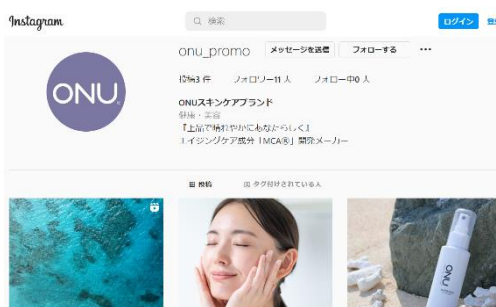 Instagram
検索
ログイン
onu_promo
メッセージを送信
フォローする
ONU
投稿3 件
フォロワー11 人
フォロー中0 人
ONUスキンケアブランド
健康・美容
『上品で晴れやかにあなたらしく』
エイジングケア成分「MCA®」開発メーカー
投稿
タグ付けされている人
ONU